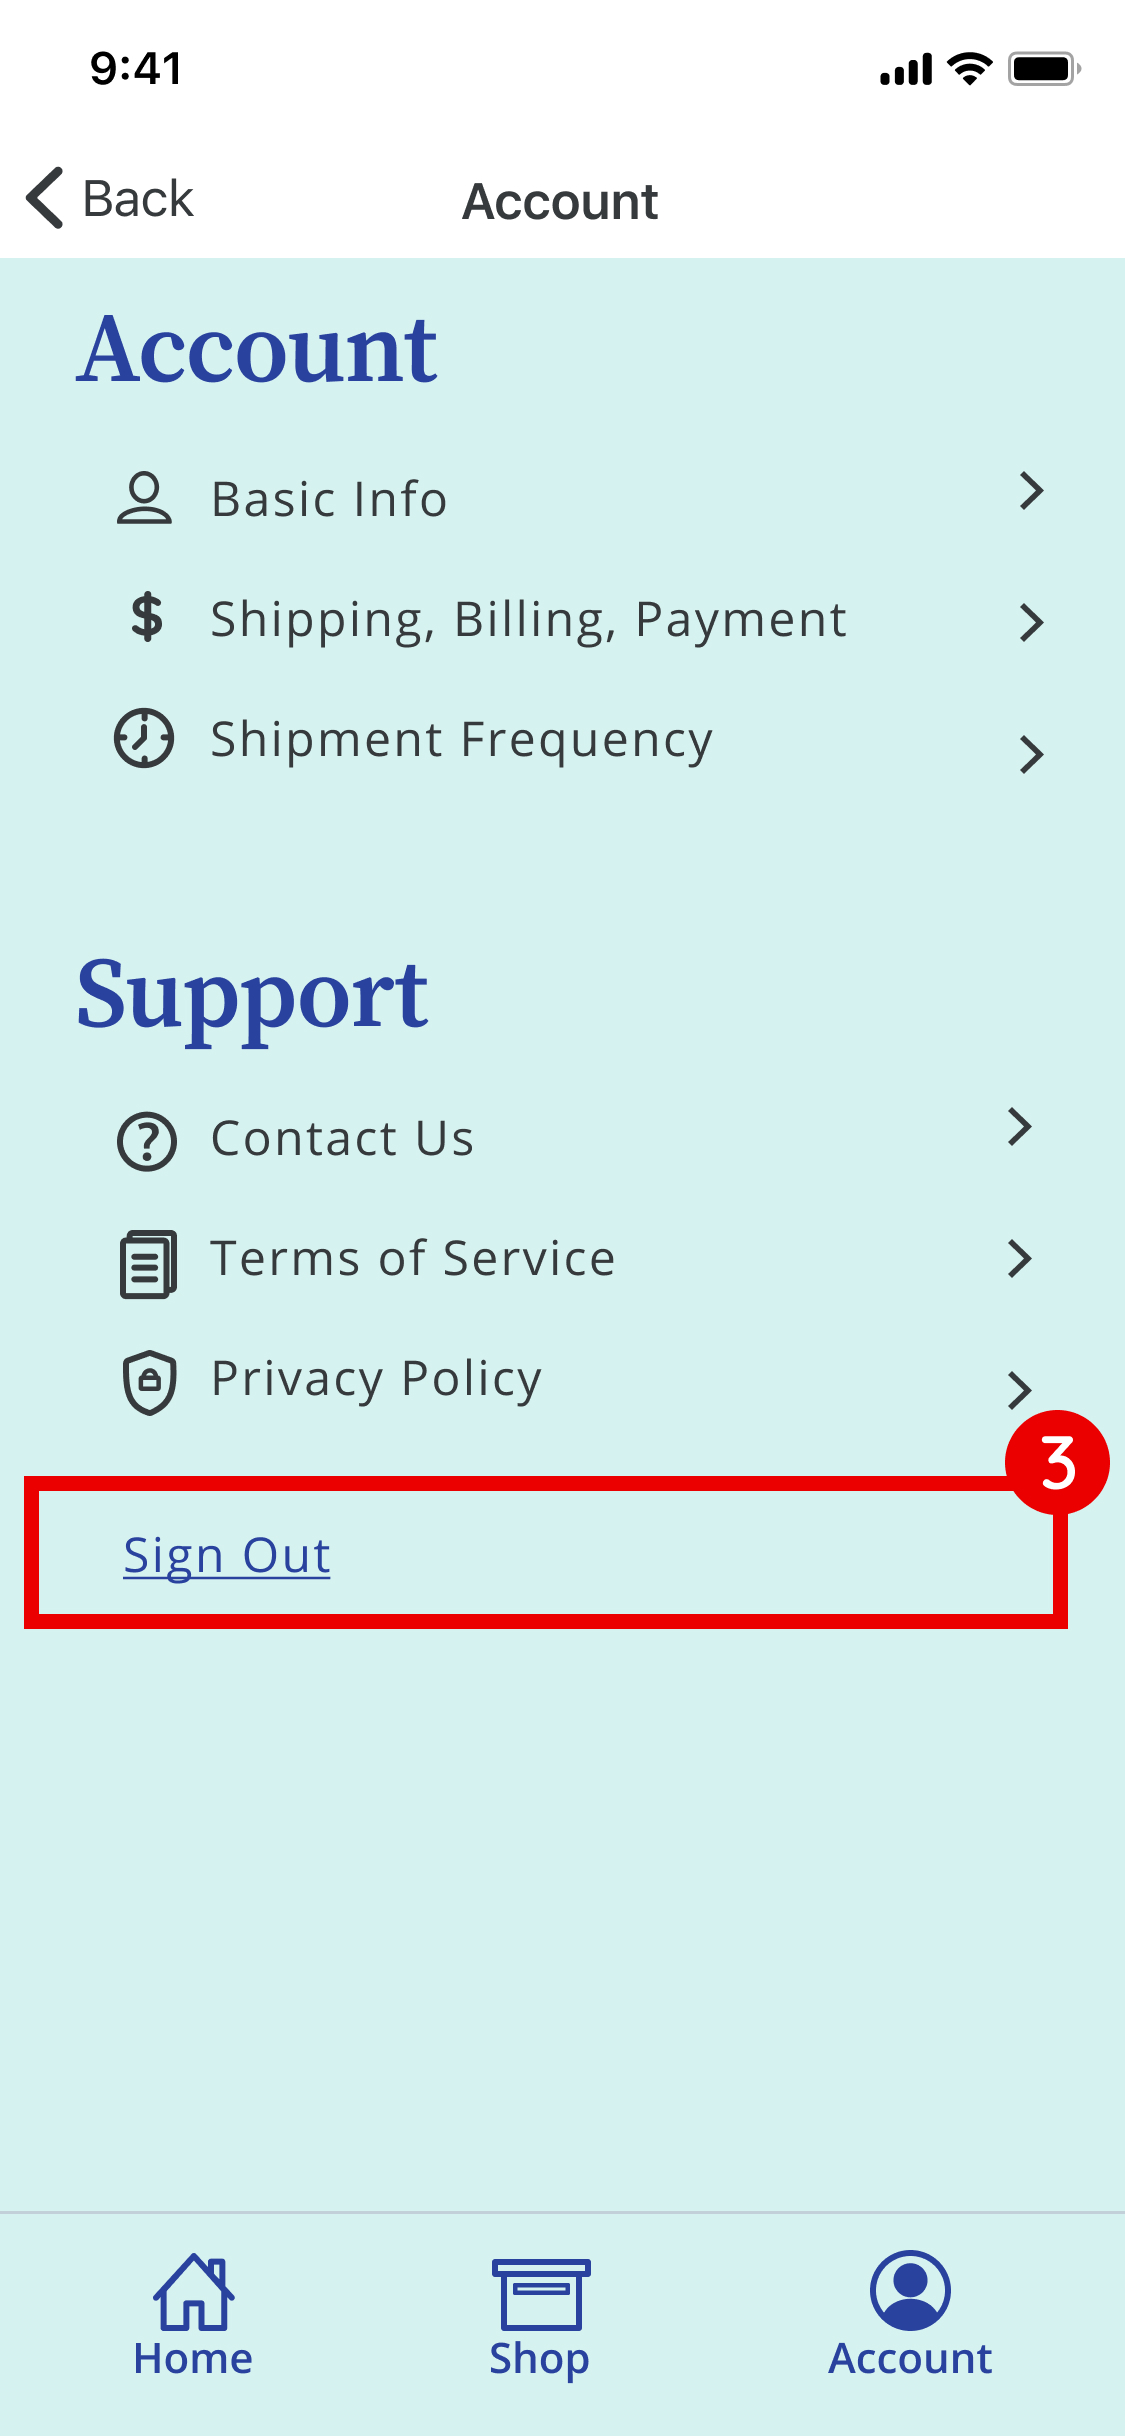 9:41
Back
Account
Account
Basic Info
$ Shipping, Billing, Payment
Shipment Frequency
Support
? Contact Us
Terms of Service
Privacy Policy
3
Sign Out
Home
Shop
Account